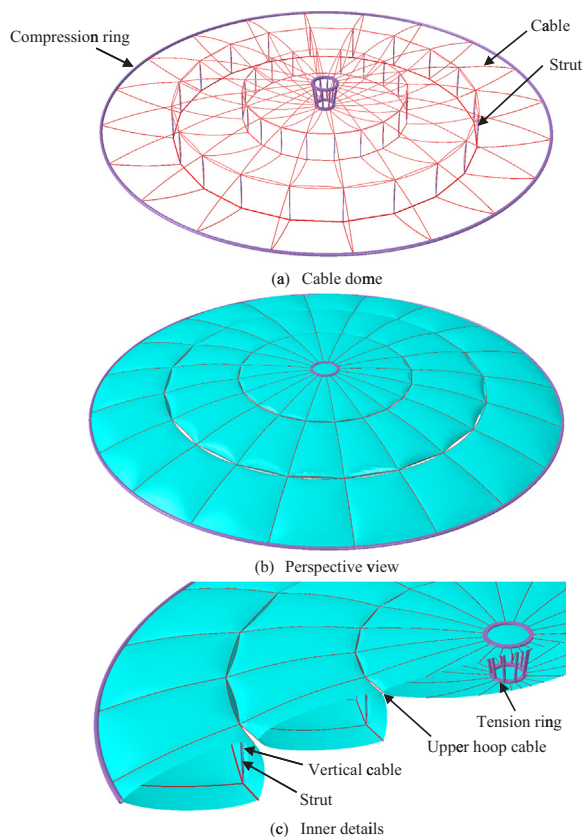 Compression ring
Cable
Strut
(a) Cable dome
(b) Perspective view
Tension ring
Upper hoop cable
Vertical cable
Strut
(c) Inner details